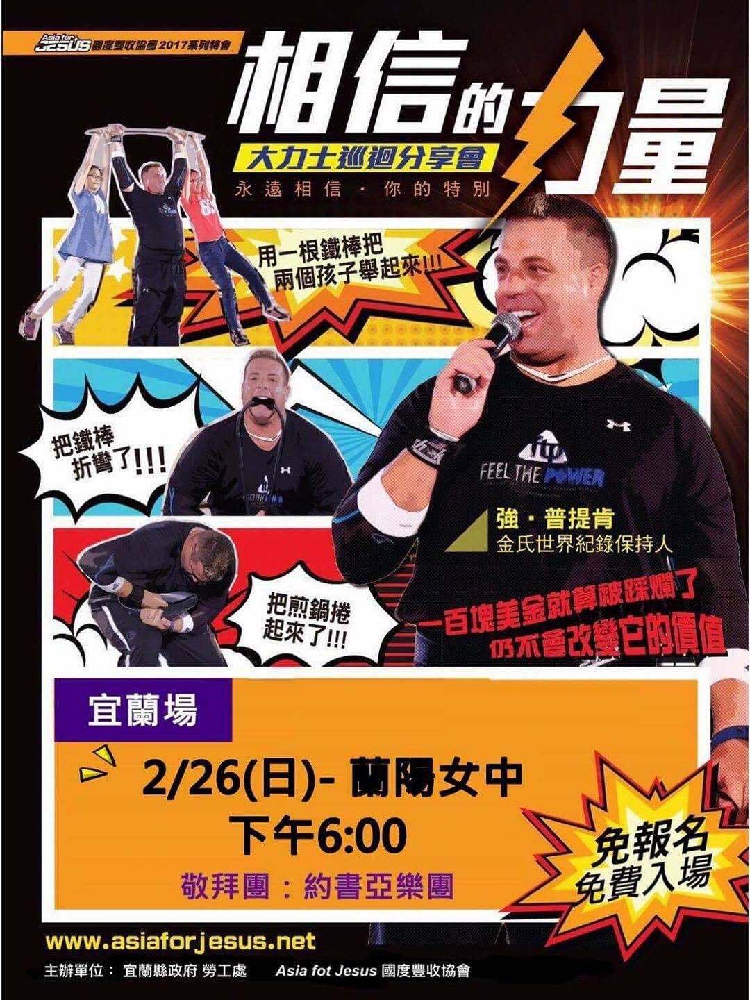 Asia for JESUS 國度豐收協會2017系列特會
相信的力量
大力士巡迴分享會
永遠相信・你的特別
用一根鐵棒把
兩個孩子舉起來!!!
把鐵棒
折彎了!!!
ftp
FEEL THE POWER
強・普提肯
金氏世界紀錄保持人
把煎鍋捲
起來了!!!
一百塊美金就算被踩爛了
仍不會改變它的價值
宜蘭場
2/26(日)- 蘭陽女中
下午6:00
敬拜團：約書亞樂團
免報名
免費入場
www.asiaforjesus.net
主辦單位： 宜蘭縣政府 勞工處 Asia fot Jesus 國度豐收協會